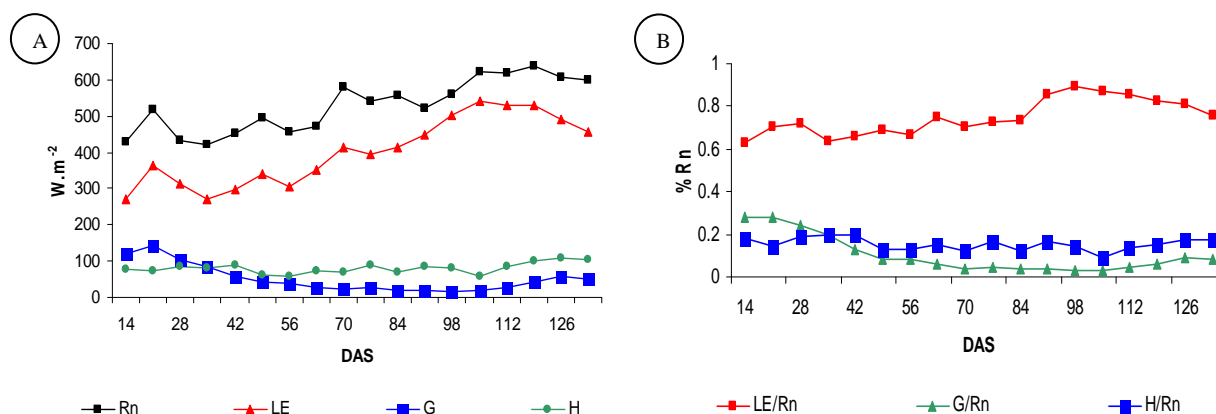 A
700
600
500
400
300
200
100
0
W.m⁻²
14 28 42 56 70 84 98 112 126
DAS
Rn LE G H
B
1
0.8
0.6
0.4
0.2
0
% Rn
14 28 42 56 70 84 98 112 126
DAS
LE/Rn G/Rn H/Rn